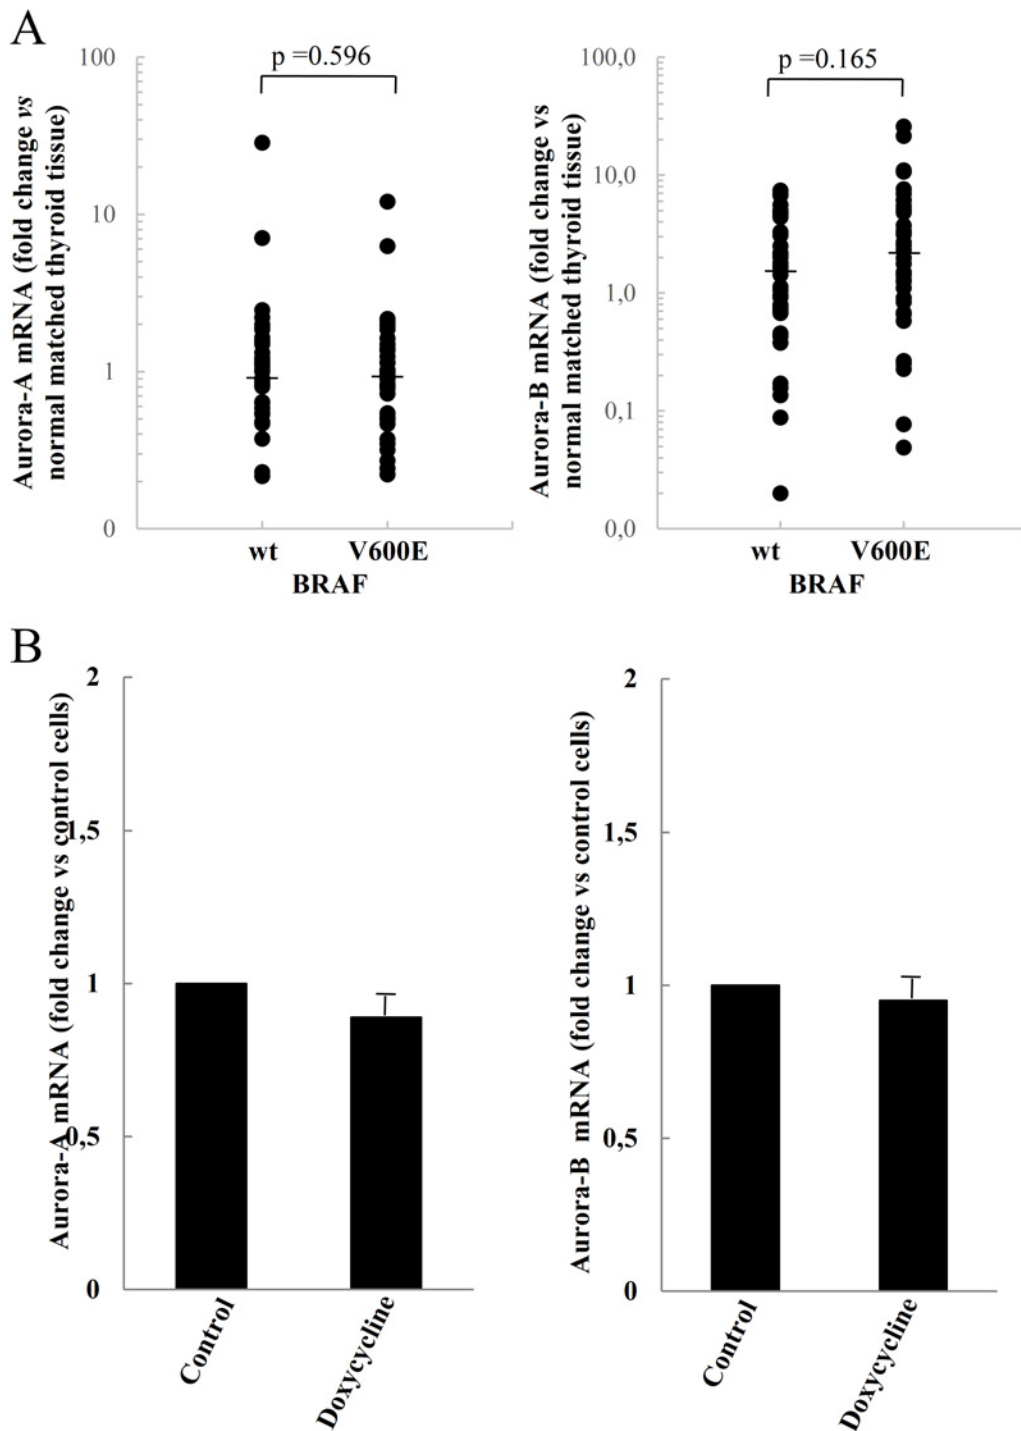 A
p =0.596
100
10
1
0
Aurora-A mRNA (fold change vs
normal matched thyroid tissue)
wt V600E
BRAF
p =0.165
100,0
10,0
1,0
0,1
0,0
Aurora-B mRNA (fold change vs
normal matched thyroid tissue)
wt V600E
BRAF
B
2
1,5
1
0,5
0
Aurora-A mRNA (fold change vs control cells)
Control
Doxycycline
2
1,5
1
0,5
0
Aurora-B mRNA (fold change vs control cells)
Control
Doxycycline